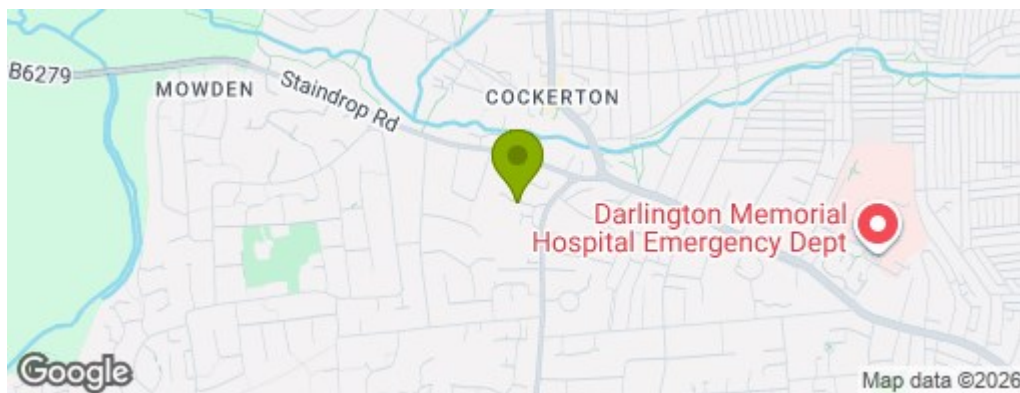 B6279
MOWDEN
Staindrop Rd
COCKERTON
Darlington Memorial
Hospital Emergency Dept
Google
Map data ©2026